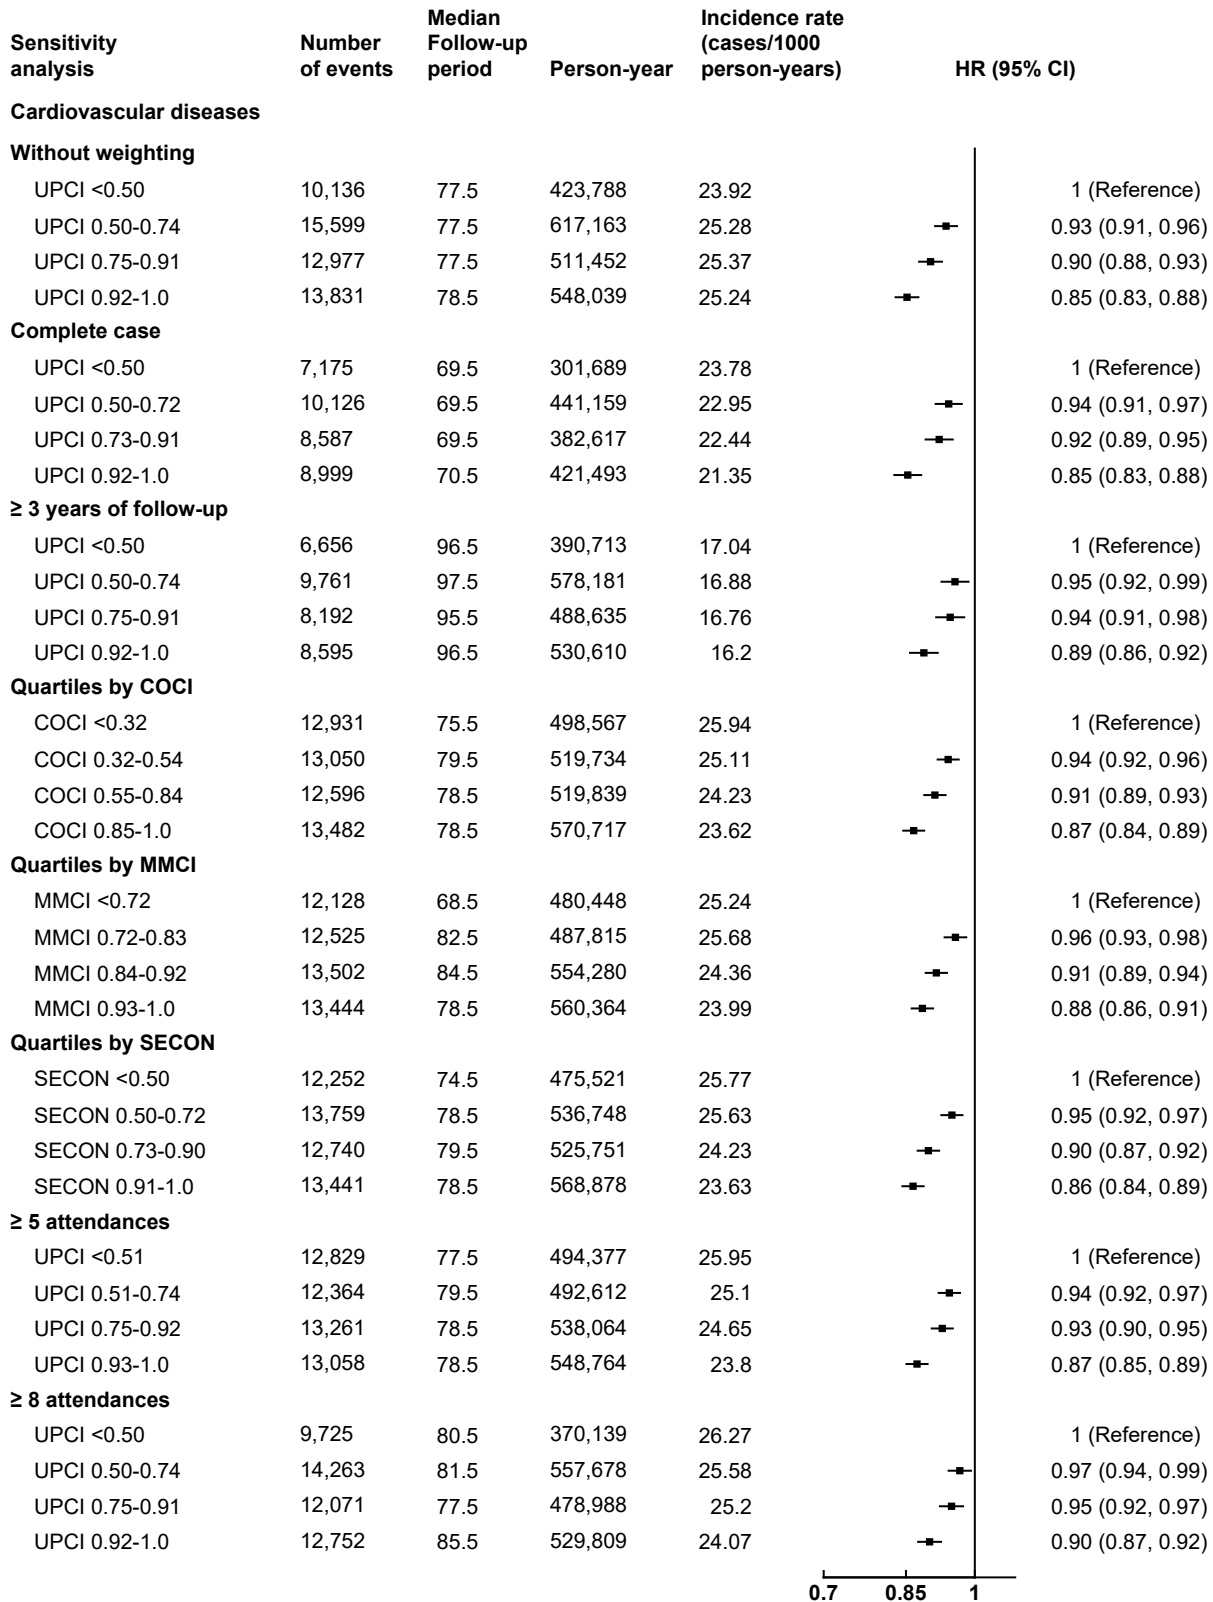 Sensitivity analysis Number of events Median Follow-up period Person-year Incidence rate (cases/1000 person-years) HR (95% CI)
Cardiovascular diseases
Without weighting
UPCI <0.50 10,136 77.5 423,788 23.92 1 (Reference)
UPCI 0.50-0.74 15,599 77.5 617,163 25.28 0.93 (0.91, 0.96)
UPCI 0.75-0.91 12,977 77.5 511,452 25.37 0.90 (0.88, 0.93)
UPCI 0.92-1.0 13,831 78.5 548,039 25.24 0.85 (0.83, 0.88)
Complete case
UPCI <0.50 7,175 69.5 301,689 23.78 1 (Reference)
UPCI 0.50-0.72 10,126 69.5 441,159 22.95 0.94 (0.91, 0.97)
UPCI 0.73-0.91 8,587 69.5 382,617 22.44 0.92 (0.89, 0.95)
UPCI 0.92-1.0 8,999 70.5 421,493 21.35 0.85 (0.83, 0.88)
≥ 3 years of follow-up
UPCI <0.50 6,656 96.5 390,713 17.04 1 (Reference)
UPCI 0.50-0.74 9,761 97.5 578,181 16.88 0.95 (0.92, 0.99)
UPCI 0.75-0.91 8,192 95.5 488,635 16.76 0.94 (0.91, 0.98)
UPCI 0.92-1.0 8,595 96.5 530,610 16.2 0.89 (0.86, 0.92)
Quartiles by COCI
COCI <0.32 12,931 75.5 498,567 25.94 1 (Reference)
COCI 0.32-0.54 13,050 79.5 519,734 25.11 0.94 (0.92, 0.96)
COCI 0.55-0.84 12,596 78.5 519,839 24.23 0.91 (0.89, 0.93)
COCI 0.85-1.0 13,482 78.5 570,717 23.62 0.87 (0.84, 0.89)
Quartiles by MMCI
MMCI <0.72 12,128 68.5 480,448 25.24 1 (Reference)
MMCI 0.72-0.83 12,525 82.5 487,815 25.68 0.96 (0.93, 0.98)
MMCI 0.84-0.92 13,502 84.5 554,280 24.36 0.91 (0.89, 0.94)
MMCI 0.93-1.0 13,444 78.5 560,364 23.99 0.88 (0.86, 0.91)
Quartiles by SECON
SECON <0.50 12,252 74.5 475,521 25.77 1 (Reference)
SECON 0.50-0.72 13,759 78.5 536,748 25.63 0.95 (0.92, 0.97)
SECON 0.73-0.90 12,740 79.5 525,751 24.23 0.90 (0.87, 0.92)
SECON 0.91-1.0 13,441 78.5 568,878 23.63 0.86 (0.84, 0.89)
≥ 5 attendances
UPCI <0.51 12,829 77.5 494,377 25.95 1 (Reference)
UPCI 0.51-0.74 12,364 79.5 492,612 25.1 0.94 (0.92, 0.97)
UPCI 0.75-0.92 13,261 78.5 538,064 24.65 0.93 (0.90, 0.95)
UPCI 0.93-1.0 13,058 78.5 548,764 23.8 0.87 (0.85, 0.89)
≥ 8 attendances
UPCI <0.50 9,725 80.5 370,139 26.27 1 (Reference)
UPCI 0.50-0.74 14,263 81.5 557,678 25.58 0.97 (0.94, 0.99)
UPCI 0.75-0.91 12,071 77.5 478,988 25.2 0.95 (0.92, 0.97)
UPCI 0.92-1.0 12,752 85.5 529,809 24.07 0.90 (0.87, 0.92)
0.7 0.85 1